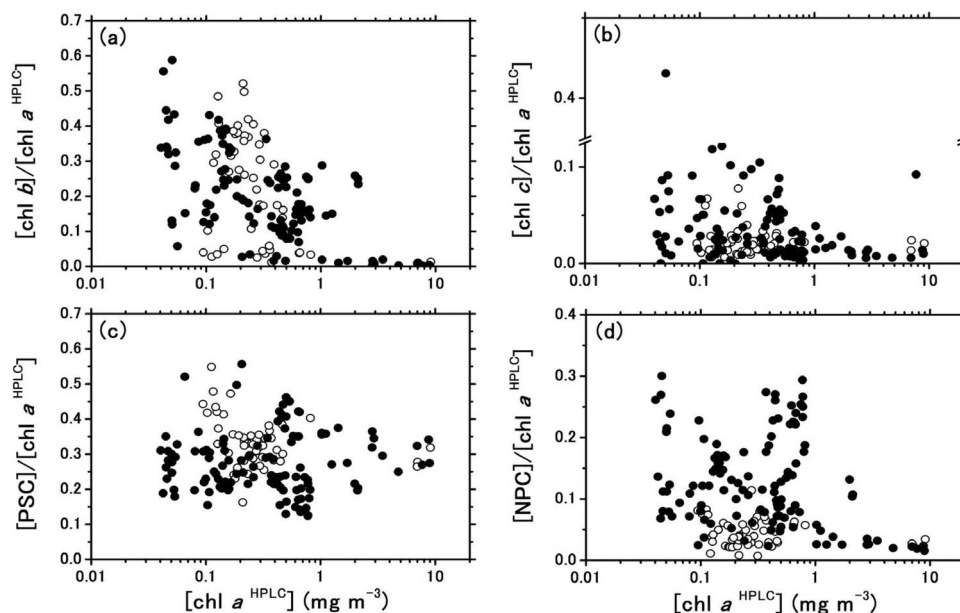 (a)
[chl b]/[chl a HPLC]
0.7
0.6
0.5
0.4
0.3
0.2
0.1
0.0
0.01 0.1 1 10
(b)
[chl c]/[chl a HPLC]
0.4
0.1
0.0
0.01 0.1 1 10
(c)
[PSC]/[chl a HPLC]
0.7
0.6
0.5
0.4
0.3
0.2
0.1
0.0
0.01 0.1 1 10
[chl a HPLC] (mg m-3)
(d)
[NPC]/[chl a HPLC]
0.4
0.3
0.2
0.1
0.0
0.01 0.1 1 10
[chl a HPLC] (mg m-3)